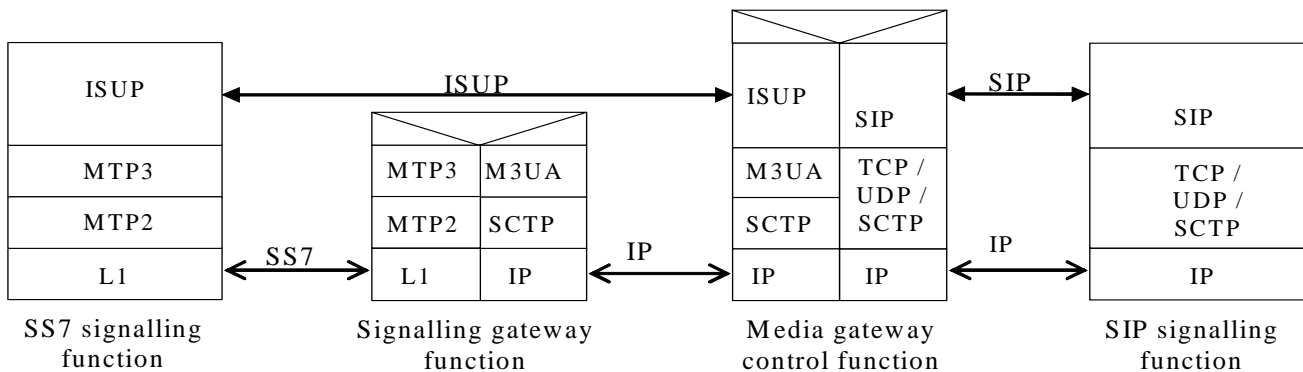 ISUP
MTP3
MTP2
L1
SS7 signalling
function
ISUP
SS7
MTP3
M3UA
MTP2
SCTP
L1
IP
Signalling gateway
function
IP
ISUP
SIP
M3UA
TCP /
UDP /
SCTP
SCTP
IP
IP
Media gateway
control function
SIP
IP
SIP
TCP /
UDP /
SCTP
IP
SIP signalling
function